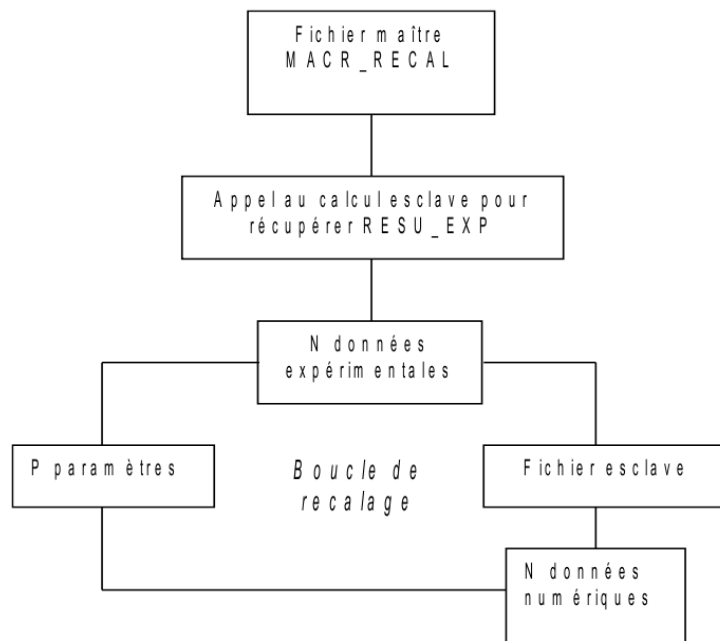 Fichier maître
MACR_RECAL
Appel au calcul esclave pour
récupérer RESU_EXP
N données
expérimentales
P paramètres
Boucle de
recalage
Fichier esclave
N données
numériques